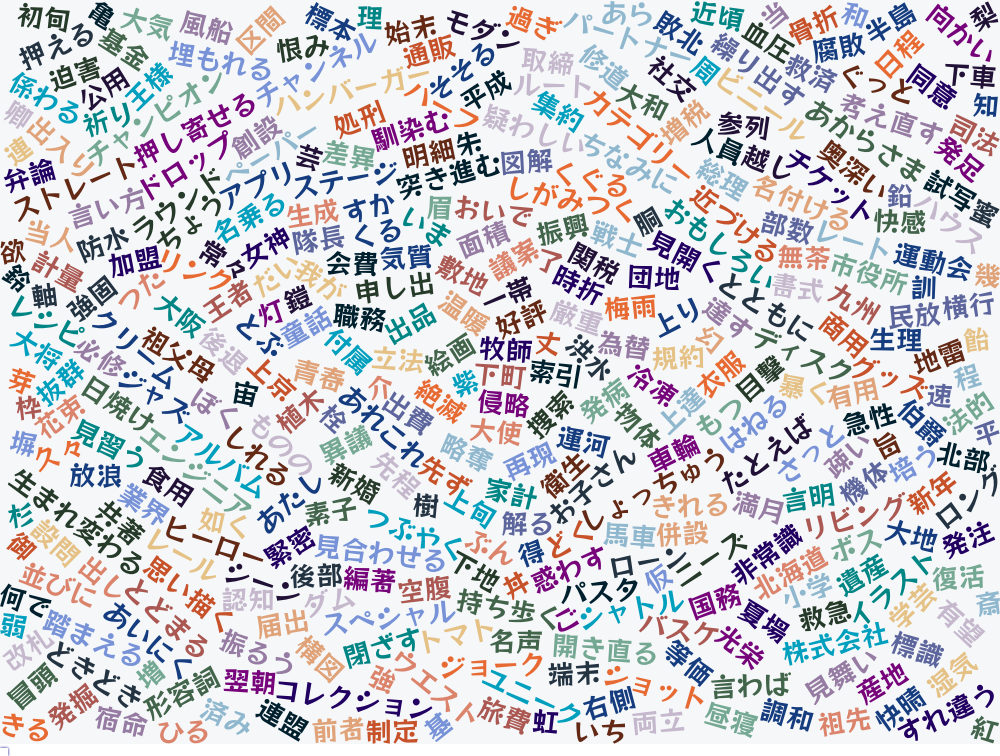 初旬
亀
大気
風船
区間
標本
理
始末
モダン
過ぎ
パートナー
あら
敗北
近頃
当
血圧
骨折
和
半島
向かい
梨
押える
基金
埋もれる
恨み
チャンネル
通販
そそる
取締
修道
社交
周
ビニール
繰り出す
救済
腐敗
日程
ぐっと
同意
下車
知
係わる
迫害
公用
王様
祈り
チャンピオン
ハンバーガー
平成
ルート
集約
カテゴリー
大和
増税
参列
あからさま
考え直す
司法
卿
出入り
連
弁論
ストレート
押し寄せる
創設
ペーパー
処刑
馴染む
明細
朱
疑わしい
ちなみに
人員
越し
チケット
奥深い
発足
言い方
ドロップ
芸
差異
突き進む
図解
くぐる
総理
名付ける
鉛
試写
蜜
ハウス
ラウンド
アプリ
ステージ
しがみつく
近づける
快感
欲
当人
防水
ちょう
名乗る
生成
すか
いま
眉
おいで
振興
胴
おもしろい
部数
レート
運動会
幾
祭
計量
加盟
リンク
常々
女神
隊長
くる
気質
面積
議案
戦士
見開く
無茶
市役所
訓
軸
強固
つた
王者
だい
我が
会費
申し出
敷地
了
関税
団地
とともに
書式
九州
民放
横行
大阪
灯
鎧
時折
一帯
梅雨
上り
達す
ディスク
商用
生理
飴
大将
必修
クリーム
祖父母
後退
とぶ
童話
職務
出品
温厚
好評
厳重
為替
幻
規約
地雷
芽
抜群
ジャズ
上京
付属
立法
絵画
牧師
丈
洪水
衣服
目撃
暴く
有用
グッズ
速
程
枠
花束
日焼け
ぼく
宙
青春
介
絶減
紫
下町
索引
冷凍
上達
もつ
はねる
急性
伯爵
法的
平
塀
久々
見習う
アルバム
しれる
植木
栓
あれこれ
出費
侵略
大使
捜索
発病
物体
車輪
たとえば
さっと
疎い
旨
北部
放浪
エンジニア
ものの
異議
先程
先ず
略奪
再現
運河
衛生
お子さん
しょっちゅう
満月
言明
機体
培う
ロング
生まれ変わる
共著
食用
業界
如く
あたし
新婚
素子
樹
上旬
家計
解る
きれる
リビング
新年
杉
御
設問
レール
ヒーロー
緊密
見合わせる
つぶやく
ぶん
得
どく
馬車
併設
シリーズ
非常識
ボス
大地
発注
並びに
出し
思い描く
シーン
後部
編著
空腹
下地
丼
惑わす
ロー
仮
北海道
小学
遺産
イラスト
復活
何で
弱
踏まえる
とどまる
認知
ダム
スペシャル
持ち歩く
パスタ
ご
シャトル
国務
夏場
救急
学芸
有望
斎
改札
どきどき
あいにく
振るう
届出
横図
閉ざす
トマト
名声
開き直る
バスケ
光栄
株式会社
標識
冒頭
増
形容詞
翌朝
強
ウエスト
ジョーク
端末
等価
言わば
見舞い
産地
湿気
きる
発掘
宿命
ひる
済み
連盟
コレクション
前者
制定
基
旅費
ユニーク
虹
右側
ショット
いち
両立
昼寝
調和
祖先
快晴
すれ違う
紅